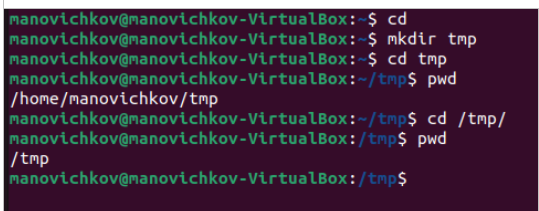 manovichkov@manovichkov-VirtualBox:~$ cd
manovichkov@manovichkov-VirtualBox:~$ mkdir tmp
manovichkov@manovichkov-VirtualBox:~$ cd tmp
manovichkov@manovichkov-VirtualBox:~/tmp$ pwd
/home/manovichkov/tmp
manovichkov@manovichkov-VirtualBox:~/tmp$ cd /tmp/
manovichkov@manovichkov-VirtualBox:/tmp$ pwd
/tmp
manovichkov@manovichkov-VirtualBox:/tmp$